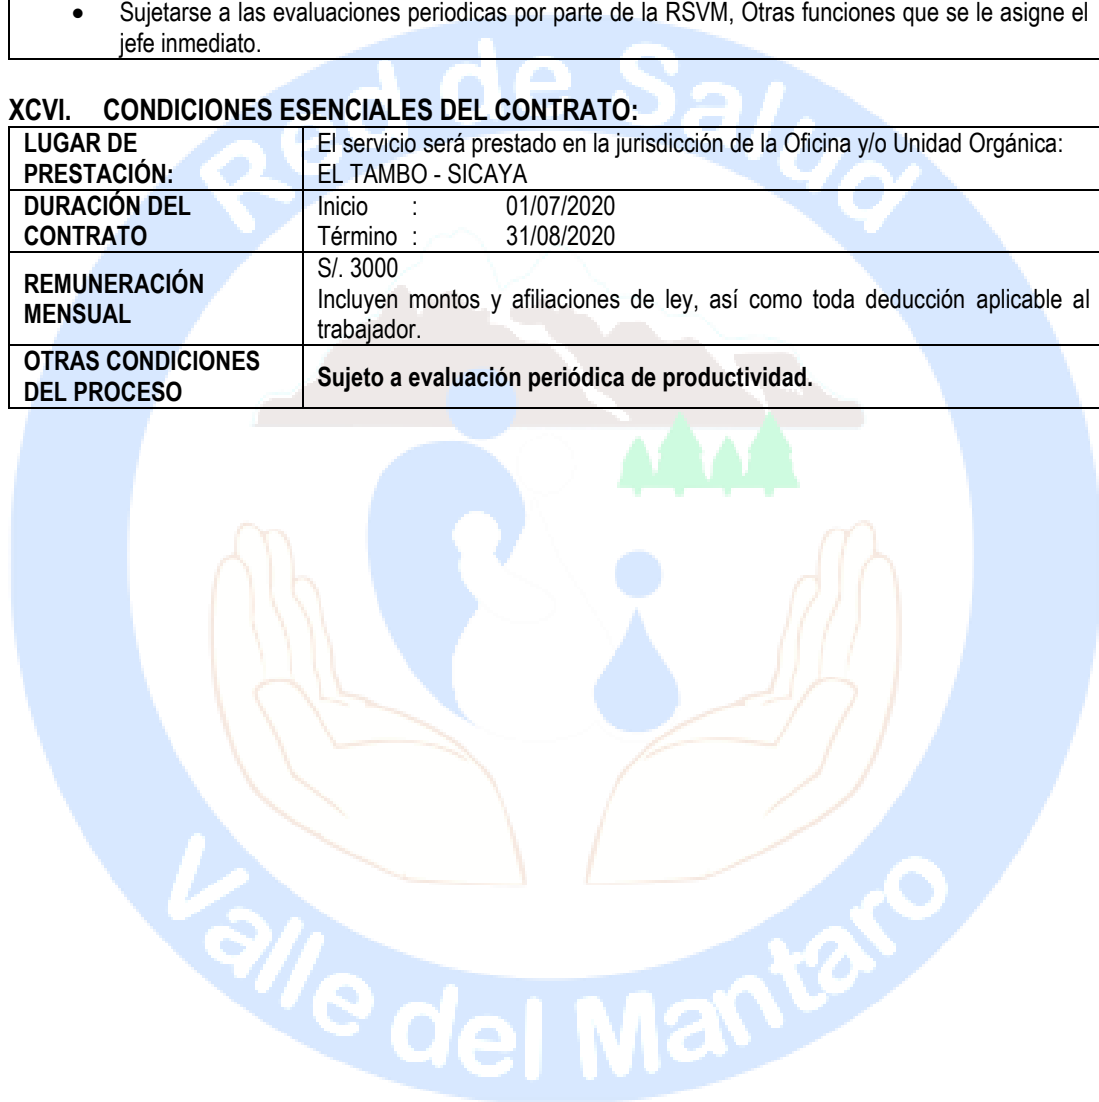 • Sujetarse a las evaluaciones periodicas por parte de la RSVM, Otras funciones que se le asigne el
jefe inmediato.
XCVI. CONDICIONES ESENCIALES DEL CONTRATO:
LUGAR DE
PRESTACIÓN:
El servicio será prestado en la jurisdicción de la Oficina y/o Unidad Orgánica:
EL TAMBO - SICAYA
DURACIÓN DEL
CONTRATO
Inicio : 01/07/2020
Término : 31/08/2020
REMUNERACIÓN
MENSUAL
S/. 3000
Incluyen montos y afiliaciones de ley, así como toda deducción aplicable al
trabajador.
OTRAS CONDICIONES
DEL PROCESO
Sujeto a evaluación periódica de productividad.
Red de Salud
Valle del Mantaro